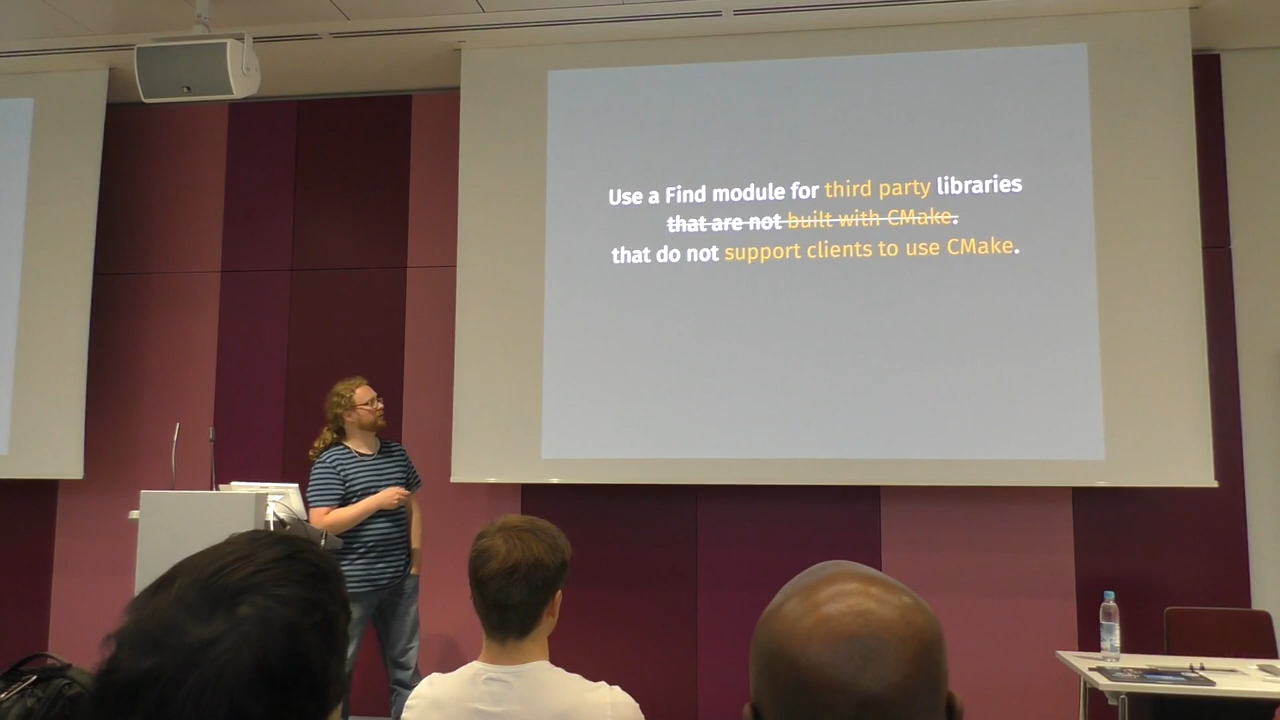 Use a Find module for third party libraries
that are not built with CMake.
that do not support clients to use CMake.